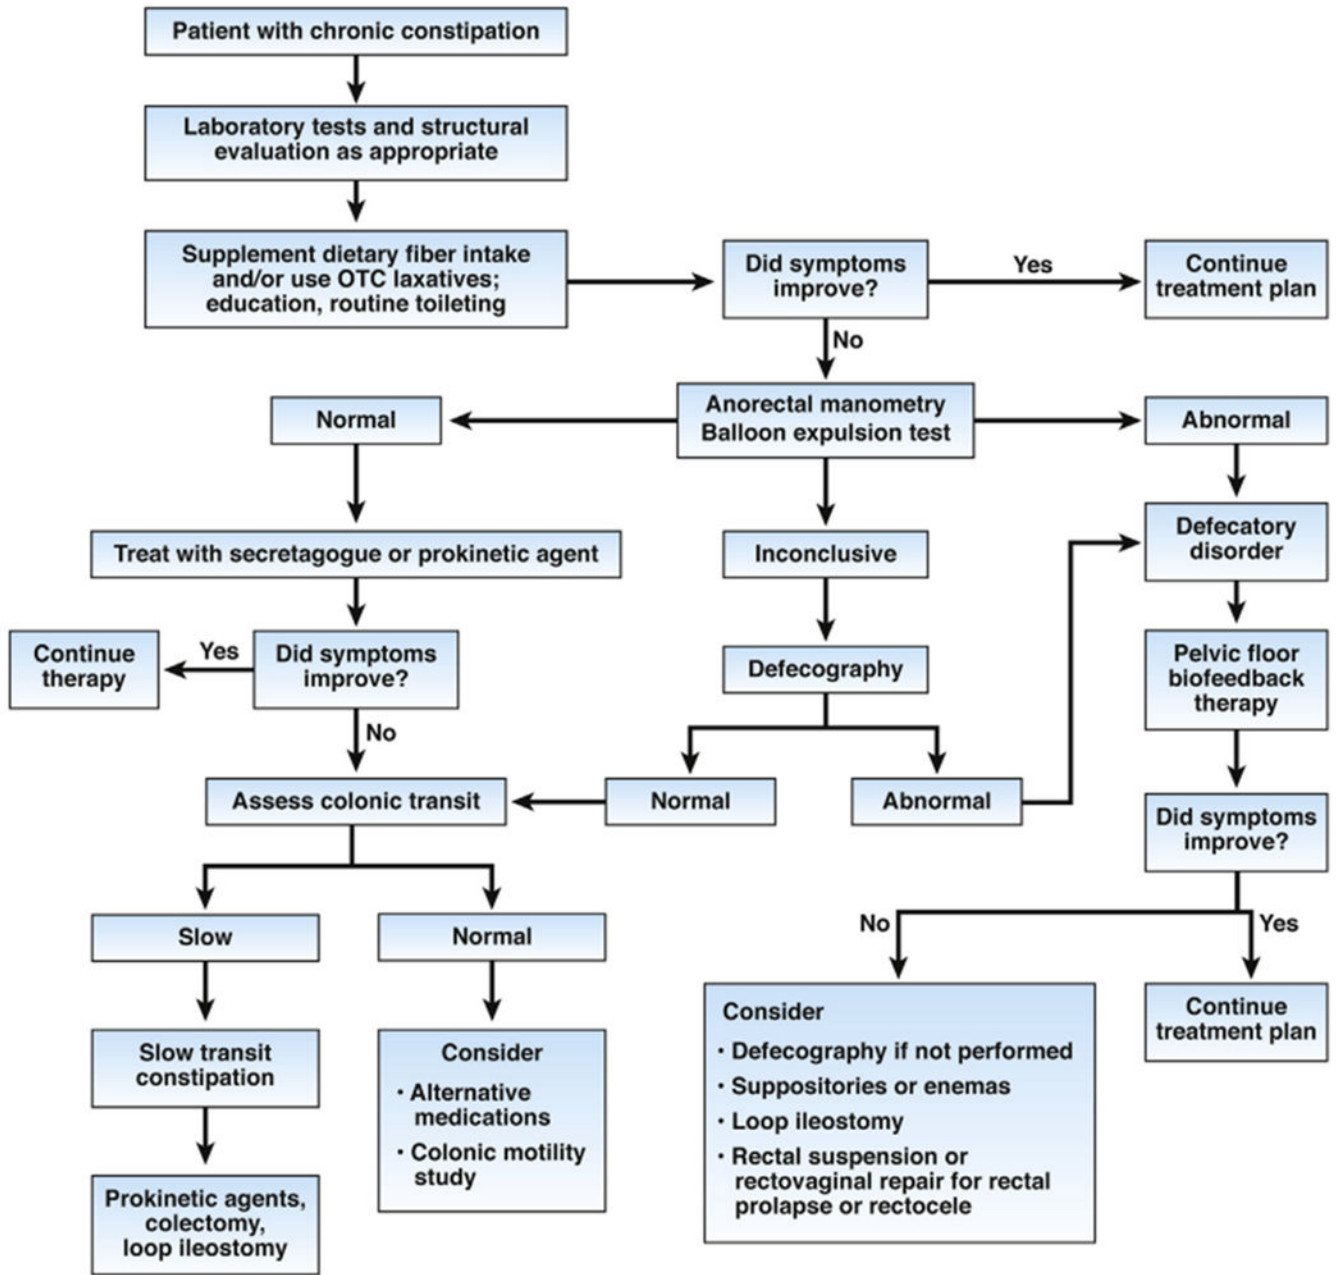 Patient with chronic constipation
Laboratory tests and structural
evaluation as appropriate
Supplement dietary fiber intake
and/or use OTC laxatives;
education, routine toileting
Did symptoms
improve?
Yes
Continue
treatment plan
No
Normal
Anorectal manometry
Balloon expulsion test
Abnormal
Treat with secretagogue or prokinetic agent
Inconclusive
Defecatory
disorder
Continue
therapy
Yes
Did symptoms
improve?
Defecography
Pelvic floor
biofeedback
therapy
No
Assess colonic transit
Normal
Abnormal
Did symptoms
improve?
Slow
Normal
No
Yes
Slow transit
constipation
Consider
· Alternative
medications
· Colonic motility
study
Consider
· Defecography if not performed
· Suppositories or enemas
· Loop ileostomy
· Rectal suspension or
rectovaginal repair for rectal
prolapse or rectocele
Continue
treatment plan
Prokinetic agents,
colectomy,
loop ileostomy